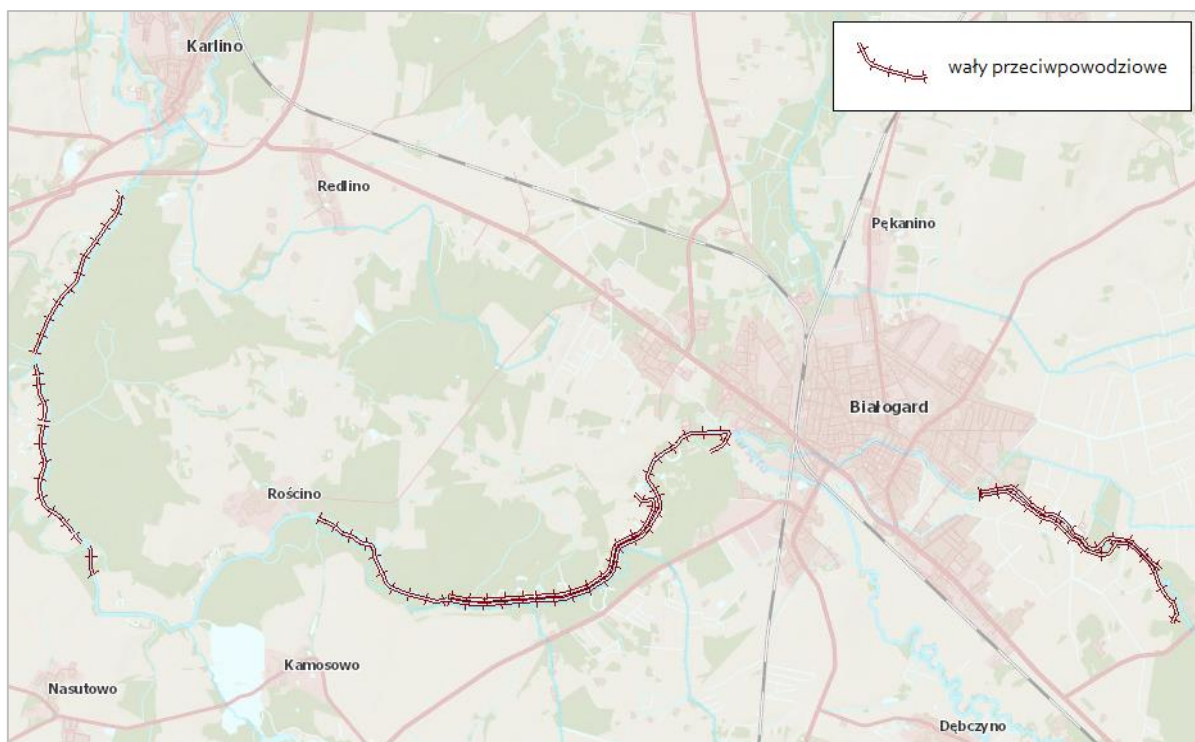 Karlino
wały przeciwpowodziowe
Redlino
Pękanino
Białogard
Rościno
Kamosowo
Nasutowo
Dębczyno